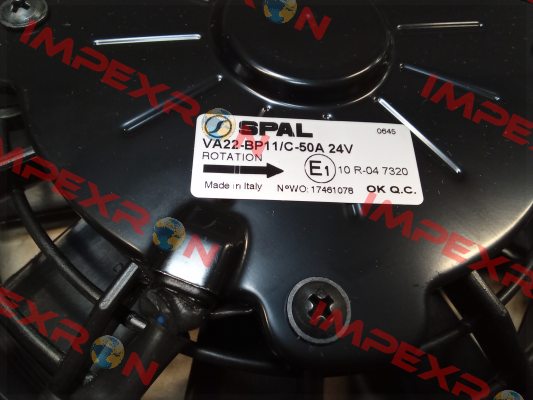 IMPEXRON
SPAL 0645
VA22-BP11/C-50A 24V
ROTATION
E1 10 R-04 7320
Made in Italy NºWO: 17461078 OK Q.C.
IMPEXRON
IMPEXRON
IMPEXRON